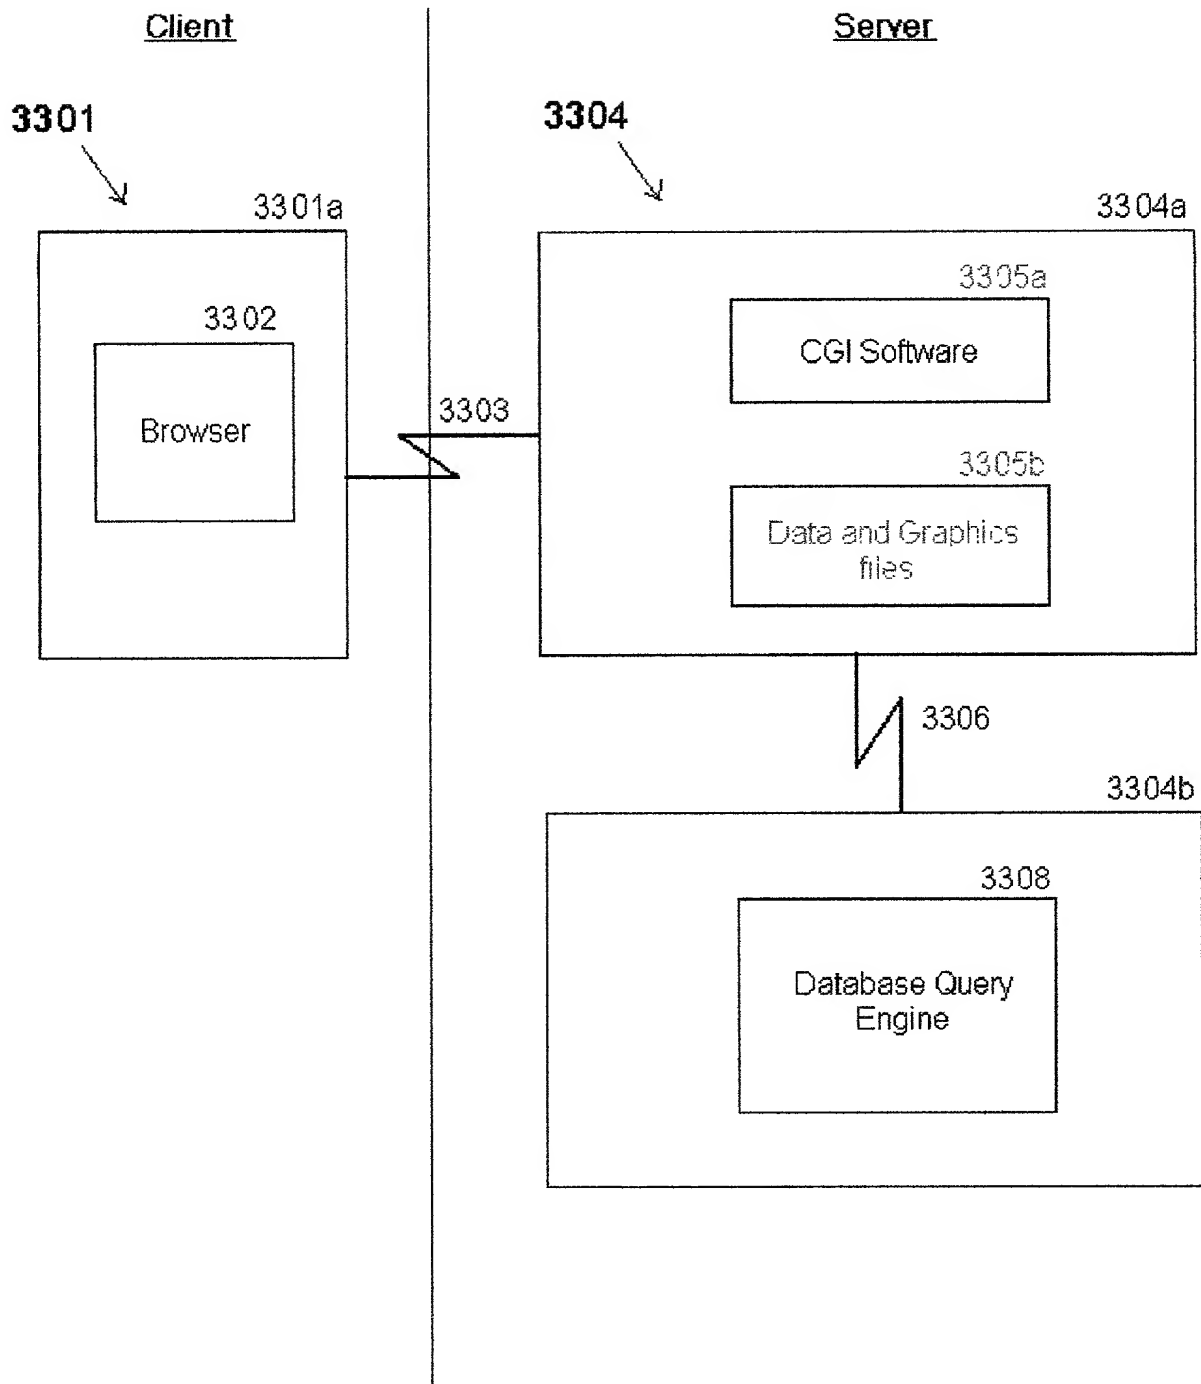 Client
Server
3301
3304
3301a
3304a
3305a
3302
CGI Software
3303
Browser
3305b
Data and Graphics
files
3306
3304b
3308
Database Query
Engine